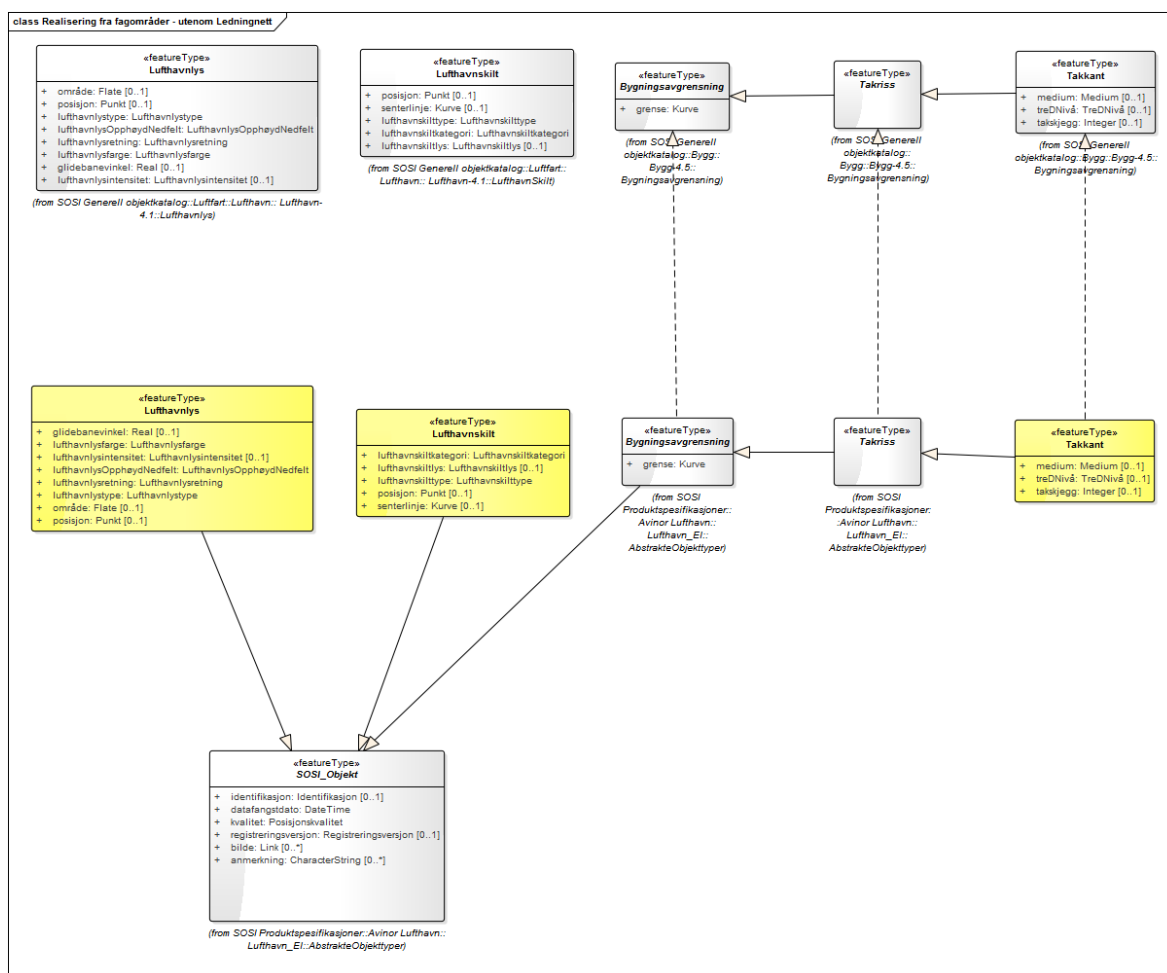 class Realisering fra fagområder - utenom Ledningnett
«featureType»
Lufthavnlys
+ område: Flate [0..1]
+ posisjon: Punkt [0..1]
+ lufthavnlystype: Lufthavnlystype
+ lufthavnlysOpphøydNedfelt: LufthavnlysOpphøydNedfelt
+ lufthavnlysretning: Lufthavnlysretning
+ lufthavnlysfarge: Lufthavnlysfarge
+ glidebanevinkel: Real [0..1]
+ lufthavnlysintensitet: Lufthavnlysintensitet [0..1]
(from SOSI Generell objektkatalog::Luftfart::Lufthavn:: Lufthavn-
4.1::Lufthavnlys)
«featureType»
Lufthavnskilt
+ posisjon: Punkt [0..1]
+ senterlinje: Kurve [0..1]
+ lufthavnskilttype: Lufthavnskilttype
+ lufthavnskiltkategori: Lufthavnskiltkategori
+ lufthavnskiltlys: Lufthavnskiltlys [0..1]
(from SOSI Generell objektkatalog::Luftfart::
Lufthavn:: Lufthavn-4.1::LufthavnSkilt)
«featureType»
Bygningsavgrensning
+ grense: Kurve
(from SOSI Generell
objektkatalog::Bygg::
Bygg-4.5::
Bygningsavgrensning)
«featureType»
Takriss
(from SOSI Generell
objektkatalog::
Bygg::Bygg-4.5::
Bygningsavgrensning)
«featureType»
Takkant
+ medium: Medium [0..1]
+ treDNivå: TreDNivå [0..1]
+ takskjegg: Integer [0..1]
(from SOSI Generell
objektkatalog::Bygg::Bygg-4.5::
Bygningsavgrensning)
«featureType»
Lufthavnlys
+ glidebanevinkel: Real [0..1]
+ lufthavnlysfarge: Lufthavnlysfarge
+ lufthavnlysintensitet: Lufthavnlysintensitet [0..1]
+ lufthavnlysOpphøydNedfelt: LufthavnlysOpphøydNedfelt
+ lufthavnlysretning: Lufthavnlysretning
+ lufthavnlystype: Lufthavnlystype
+ område: Flate [0..1]
+ posisjon: Punkt [0..1]
«featureType»
Lufthavnskilt
+ lufthavnskiltkategori: Lufthavnskiltkategori
+ lufthavnskiltlys: Lufthavnskiltlys [0..1]
+ lufthavnskilttype: Lufthavnskilttype
+ posisjon: Punkt [0..1]
+ senterlinje: Kurve [0..1]
«featureType»
Bygningsavgrensning
+ grense: Kurve
(from SOSI
Produktspesifikasjoner::
Avinor Lufthavn::
Lufthavn_EI::
AbstrakteObjekttyper)
«featureType»
Takriss
(from SOSI
Produktspesifikasjoner:
:Avinor Lufthavn::
Lufthavn_EI::
AbstrakteObjekttyper)
«featureType»
Takkant
+ medium: Medium [0..1]
+ treDNivå: TreDNivå [0..1]
+ takskjegg: Integer [0..1]
«featureType»
SOSI_Objekt
+ identifikasjon: Identifikasjon [0..1]
+ datafangstdato: DateTime
+ kvalitet: Posisjonskvalitet
+ registreringsversjon: Registreringsversjon [0..1]
+ bilde: Link [0..*]
+ anmerkning: CharacterString [0..*]
(from SOSI Produktspesifikasjoner::Avinor Lufthavn::
Lufthavn_EI::AbstrakteObjekttyper)